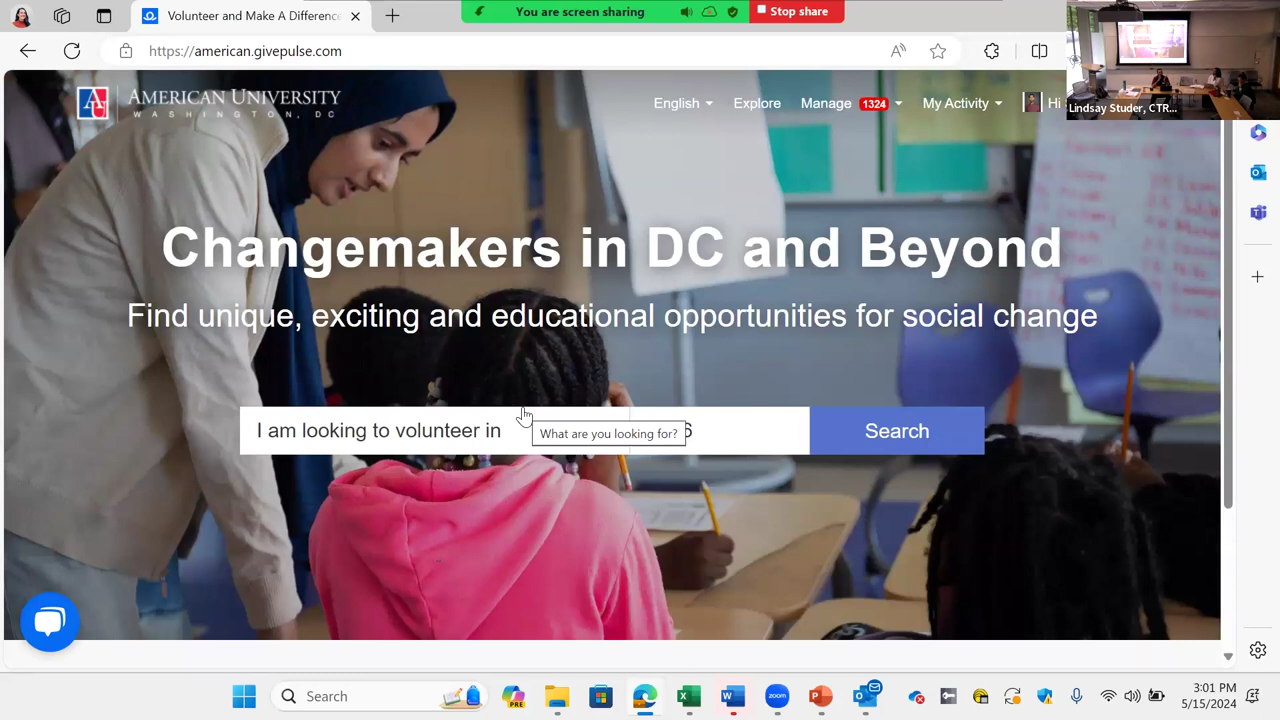 You are screen sharing
Stop share
Volunteer and Make A Difference
https://american.givepulse.com
AMERICAN UNIVERSITY
WASHINGTON, DC
English
Explore
Manage 1324
My Activity
Hi
Lindsay Studer, CTR...
Changemakers in DC and Beyond
Find unique, exciting and educational opportunities for social change
I am looking to volunteer in
What are you looking for?
6
Search
Search
PRE
3:01 PM
5/15/2024